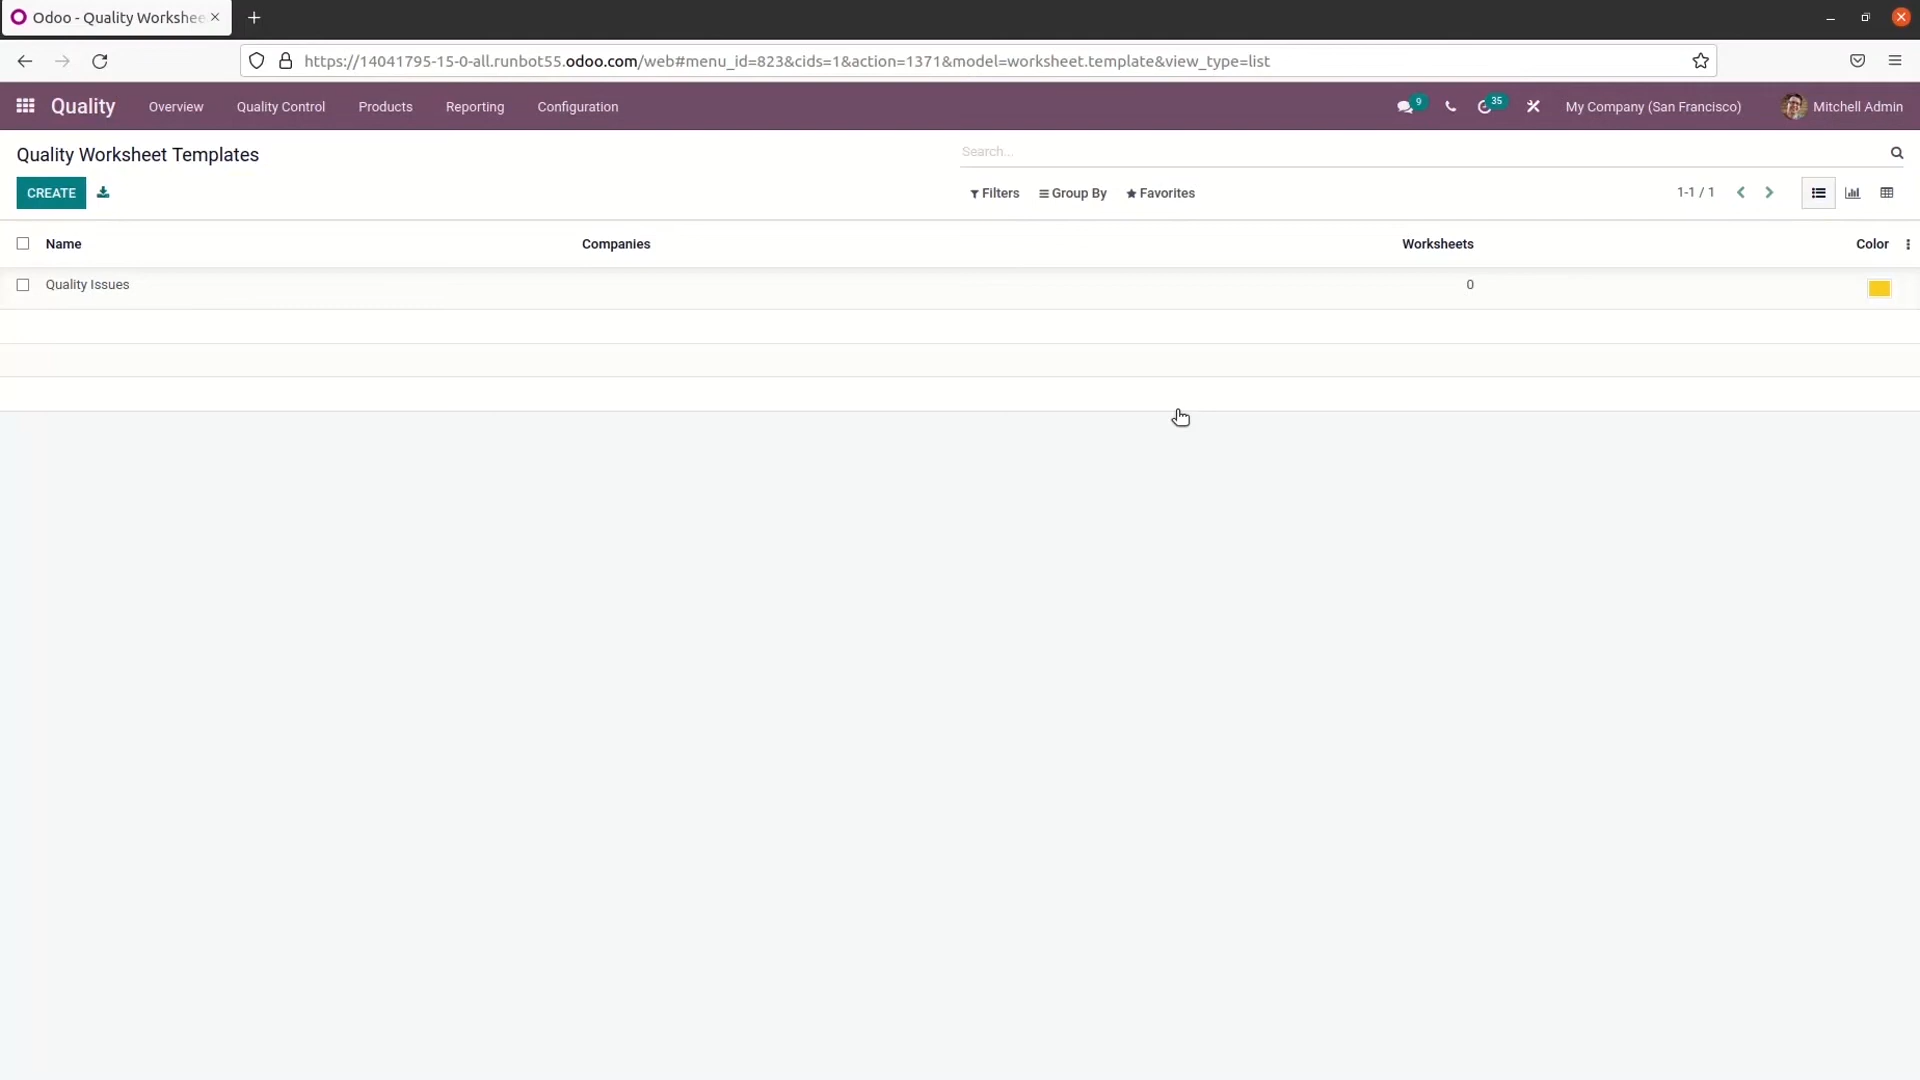 Odoo - Quality Workshee
https://14041795-15-0-all.runbot55.odoo.com/web#menu_id=823&cids=1&action=1371&model=worksheet.template&view_type=list
Quality Overview Quality Control Products Reporting Configuration 9 35 My Company (San Francisco) Mitchell Admin
Quality Worksheet Templates Search...
CREATE Filters Group By Favorites 1-1 / 1
Name Companies Worksheets Color
Quality Issues 0